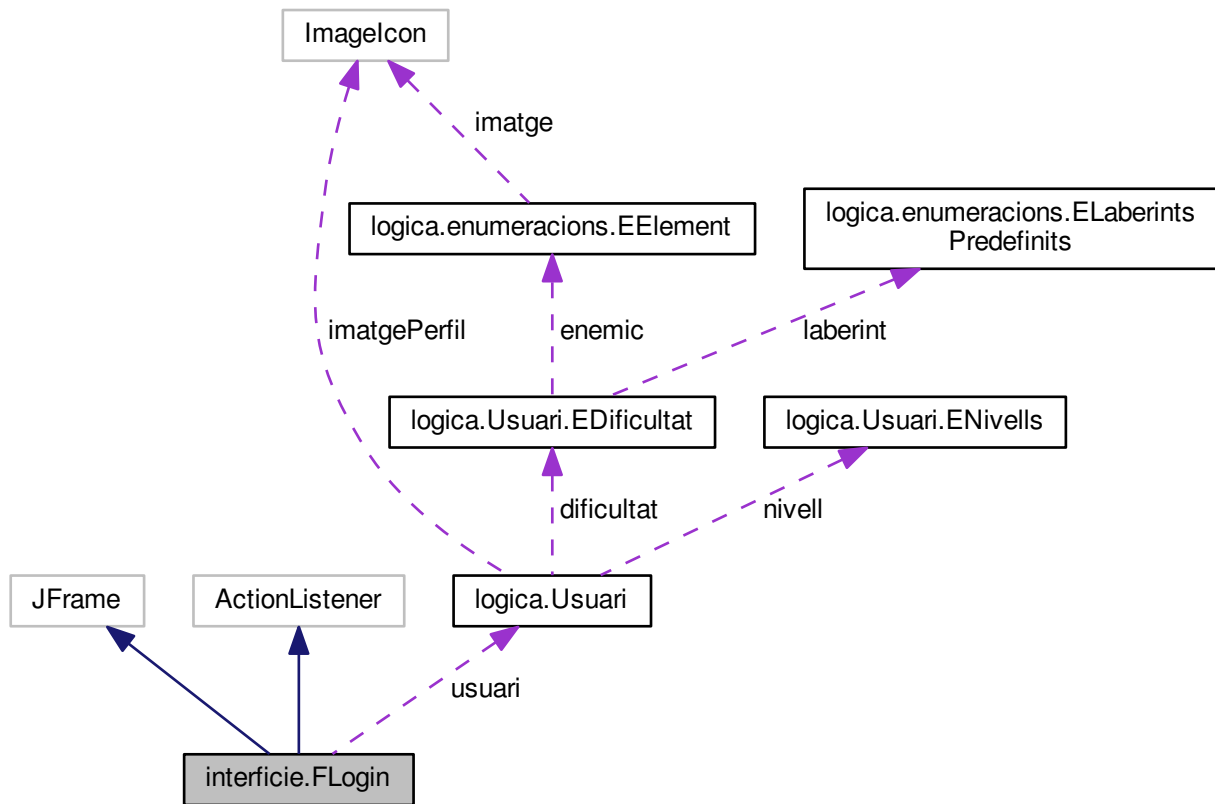 ImageIcon
imatge
logica.enumeracions.EElement
logica.enumeracions.ELaberints
Predefinits
imatgePerfil
enemic
laberint
logica.Usuari.EDificultat
logica.Usuari.ENivells
dificultat
nivell
JFrame
ActionListener
logica.Usuari
usuari
interficie.FLogin